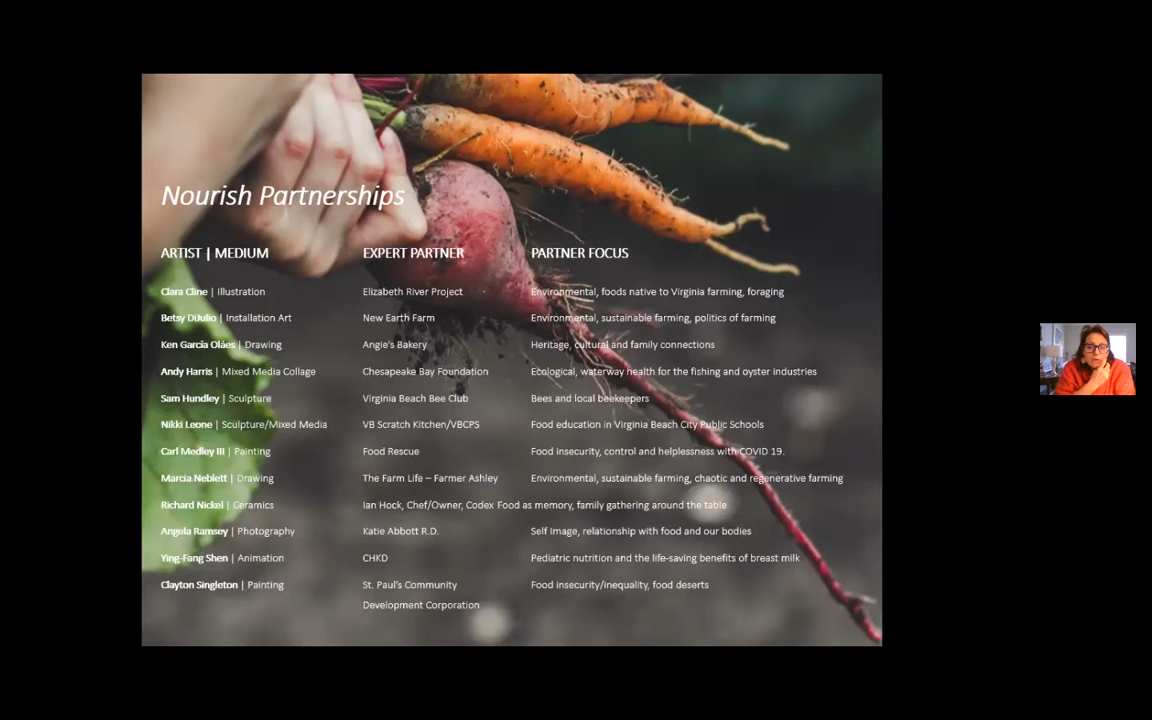 Nourish Partnerships
ARTIST | MEDIUM EXPERT PARTNER PARTNER FOCUS
Clara Cline | Illustration Elizabeth River Project Environmental, foods native to Virginia farming, foraging
Betsy DiJulio | Installation Art New Earth Farm Environmental, sustainable farming, politics of farming
Ken Garcia Oláes | Drawing Angie's Bakery Heritage, cultural and family connections
Andy Harris | Mixed Media Collage Chesapeake Bay Foundation Ecological, waterway health for the fishing and oyster industries
Sam Hundley | Sculpture Virginia Beach Bee Club Bees and local beekeepers
Nikki Leone | Sculpture/Mixed Media VB Scratch Kitchen/VBCPS Food education in Virginia Beach City Public Schools
Carl Medley III | Painting Food Rescue Food insecurity, control and helplessness with COVID 19.
Marcia Neblett | Drawing The Farm Life – Farmer Ashley Environmental, sustainable farming, chaotic and regenerative farming
Richard Nickel | Ceramics Ian Hock, Chef/Owner, Codex Food as memory, family gathering around the table
Angela Ramsey | Photography Katie Abbott R.D. Self Image, relationship with food and our bodies
Ying-Fang Shen | Animation CHKD Pediatric nutrition and the life-saving benefits of breast milk
Clayton Singleton | Painting St. Paul's Community Food insecurity/inequality, food deserts
Development Corporation